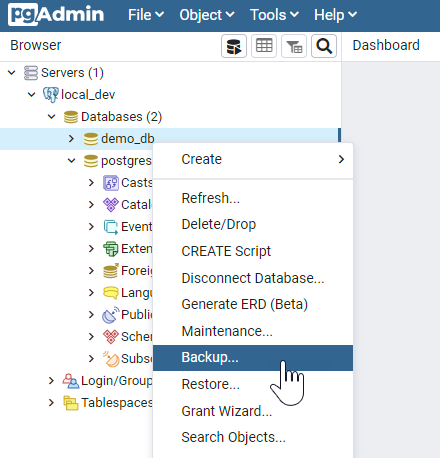 pgAdmin File Object Tools Help
Browser Dashboard
Servers (1)
local_dev
Databases (2)
demo_db
postgres
Casts
Catal
Event
Exten
Foreig
Langu
Public
Scher
Subsc
Login/Group
Tablespaces
Create
Refresh...
Delete/Drop
CREATE Script
Disconnect Database...
Generate ERD (Beta)
Maintenance...
Backup...
Restore...
Grant Wizard...
Search Objects...